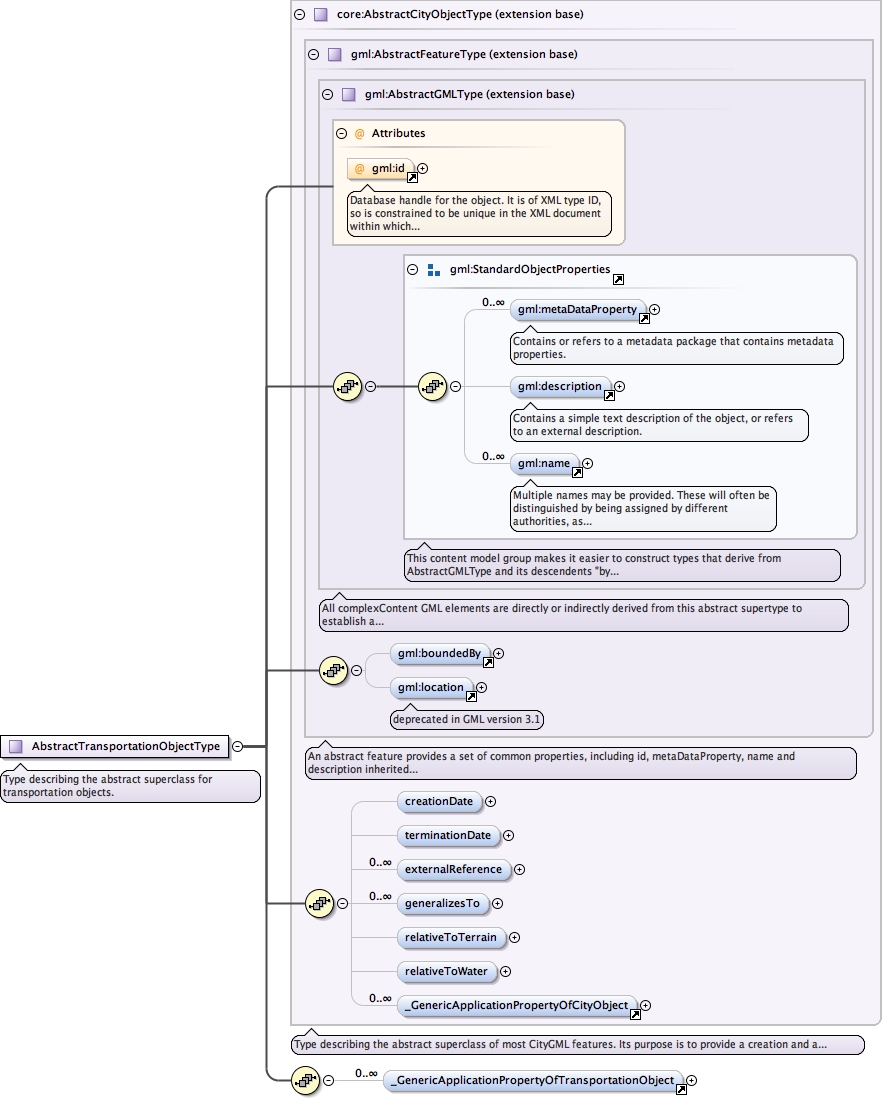 core:AbstractCityObjectType (extension base)
gml:AbstractFeatureType (extension base)
gml:AbstractGMLType (extension base)
@ Attributes
@ gml:id
Database handle for the object. It is of XML type ID,
so is constrained to be unique in the XML document
within which...
gml:StandardObjectProperties
0..∞
gml:metaDataProperty
Contains or refers to a metadata package that contains metadata
properties.
gml:description
Contains a simple text description of the object, or refers
to an external description.
0..∞
gml:name
Multiple names may be provided. These will often be
distinguished by being assigned by different
authorities, as...
This content model group makes it easier to construct types that derive from
AbstractGMLType and its descendents "by...
All complexContent GML elements are directly or indirectly derived from this abstract supertype to
establish a...
gml:boundedBy
gml:location
deprecated in GML version 3.1
AbstractTransportationObjectType
Type describing the abstract superclass for
transportation objects.
An abstract feature provides a set of common properties, including id, metaDataProperty, name and
description inherited...
creationDate
terminationDate
0..∞
externalReference
0..∞
generalizesTo
relativeToTerrain
relativeToWater
0..∞
_GenericApplicationPropertyOfCityObject
Type describing the abstract superclass of most CityGML features. Its purpose is to provide a creation and a...
0..∞
_GenericApplicationPropertyOfTransportationObject